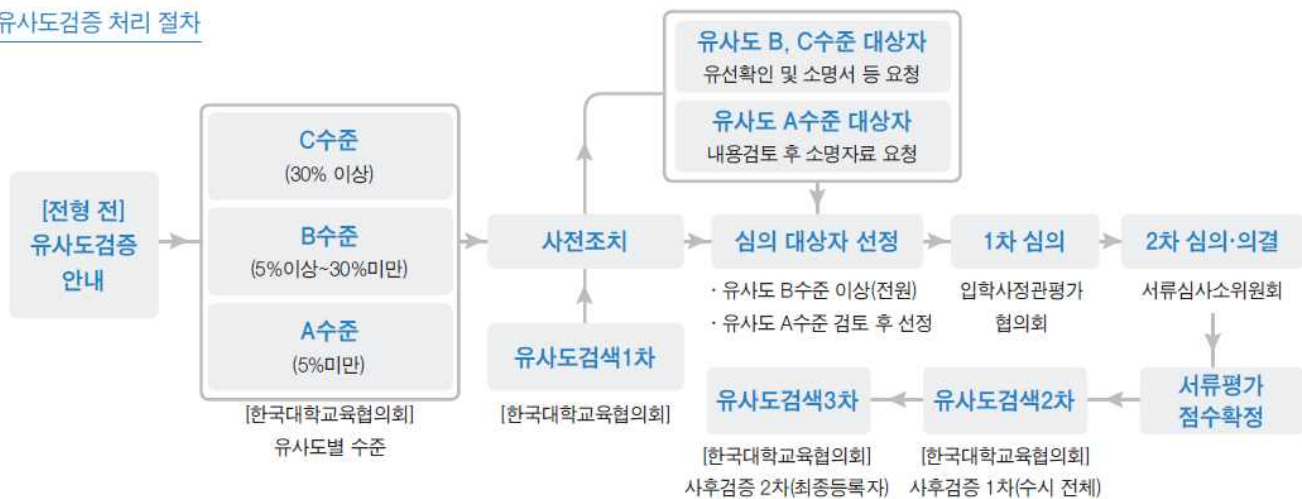 유사도검증 처리 절차
유사도 B, C수준 대상자
유선확인 및 소명서 등 요청
유사도 A수준 대상자
내용검토 후 소명자료 요청
[전형 전]
유사도검증
안내
C수준
(30% 이상)
B수준
(5%이상~30%미만)
A수준
(5%미만)
[한국대학교육협의회]
유사도별 수준
사전조치
유사도검색1차
[한국대학교육협의회]
심의 대상자 선정
· 유사도 B수준 이상(전원)
· 유사도 A수준 검토 후 선정
1차 심의
입학사정관평가
협의회
2차 심의·의결
서류심사소위원회
서류평가
점수확정
유사도검색2차
[한국대학교육협의회]
사후검증 1차(수시 전체)
유사도검색3차
[한국대학교육협의회]
사후검증 2차(최종등록자)